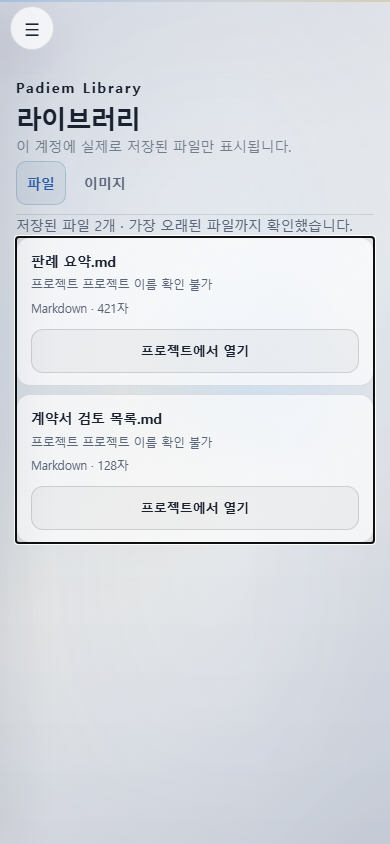 ☰
Padiem Library
라이브러리
이 계정에 실제로 저장된 파일만 표시됩니다.
파일 이미지
저장된 파일 2개 · 가장 오래된 파일까지 확인했습니다.
판례 요약.md
프로젝트 프로젝트 이름 확인 불가
Markdown · 421자
프로젝트에서 열기
계약서 검토 목록.md
프로젝트 프로젝트 이름 확인 불가
Markdown · 128자
프로젝트에서 열기